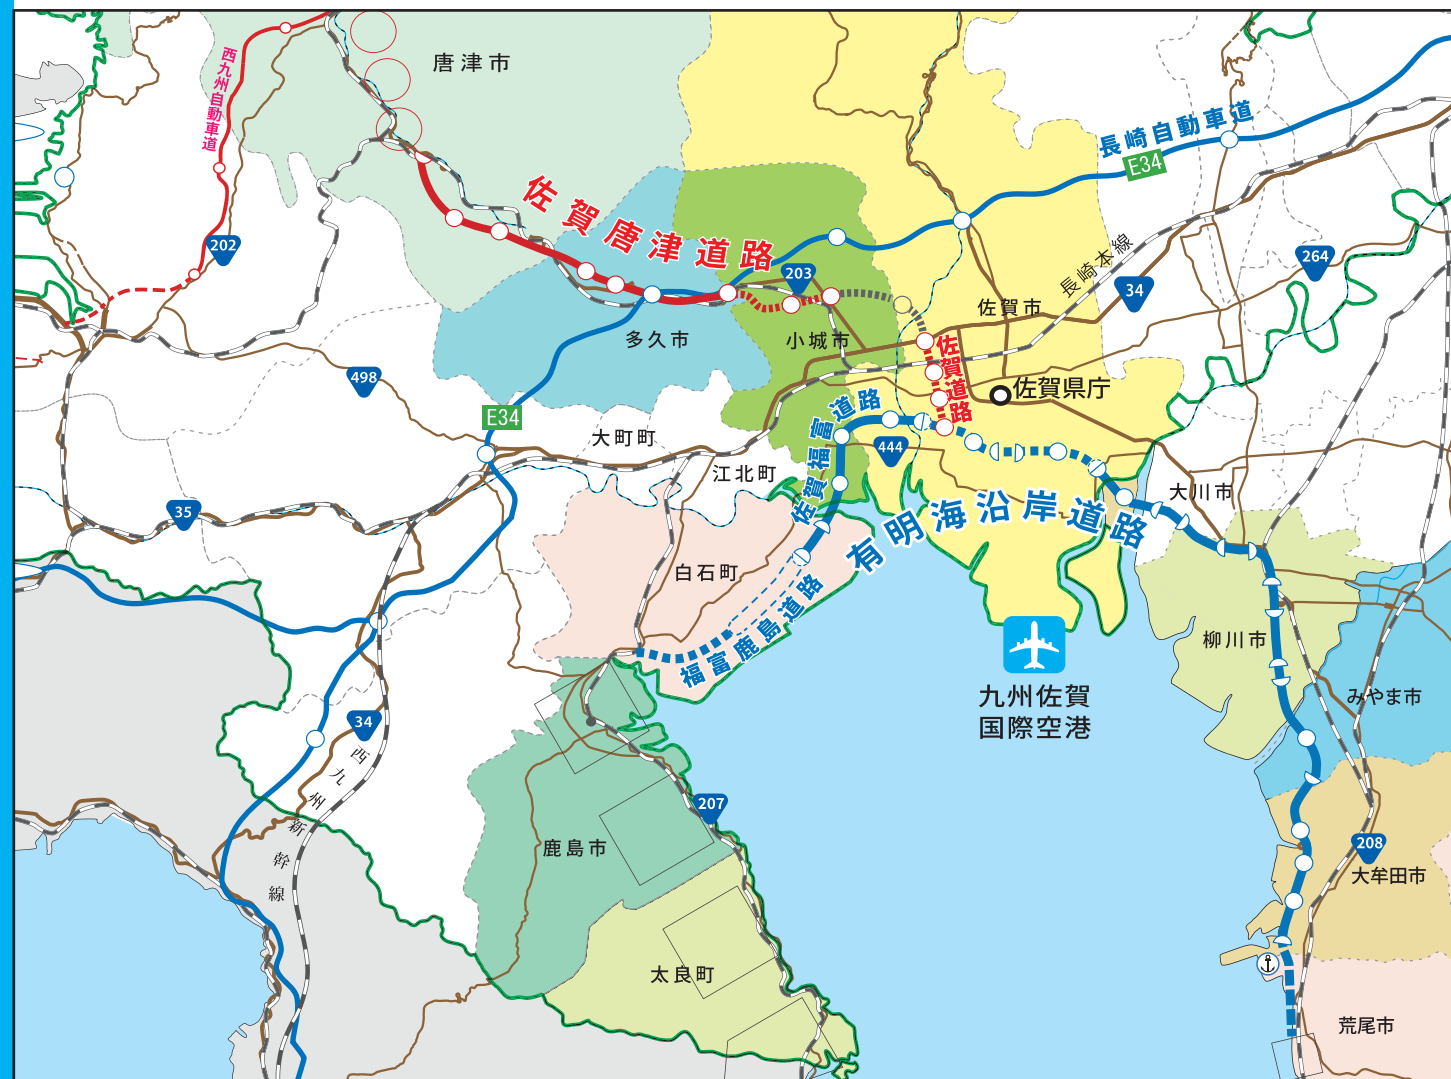 唐津市
西九州自動車道
長崎自動車道
E34
佐賀唐津道路
202
203
264
長崎本線
34
佐賀市
多久市
小城市
佐賀道路
498
佐賀県庁
E34
佐賀福富道路
大町町
444
江北町
大川市
35
有明海沿岸道路
白石町
福富鹿島道路
柳川市
九州佐賀
国際空港
みやま市
34
西九州新幹線
207
鹿島市
208
大牟田市
太良町
荒尾市